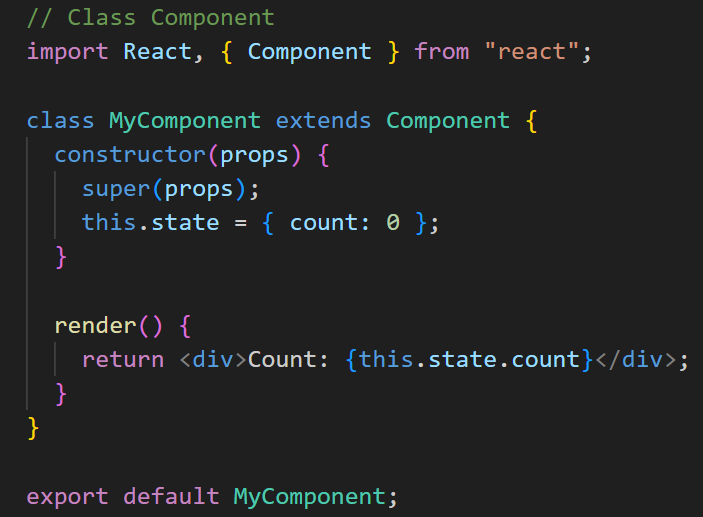 // Class Component
import React, { Component } from "react";
class MyComponent extends Component {
  constructor(props) {
    super(props);
    this.state = { count: 0 };
  }
  render() {
    return <div>Count: {this.state.count}</div>;
  }
}
export default MyComponent;